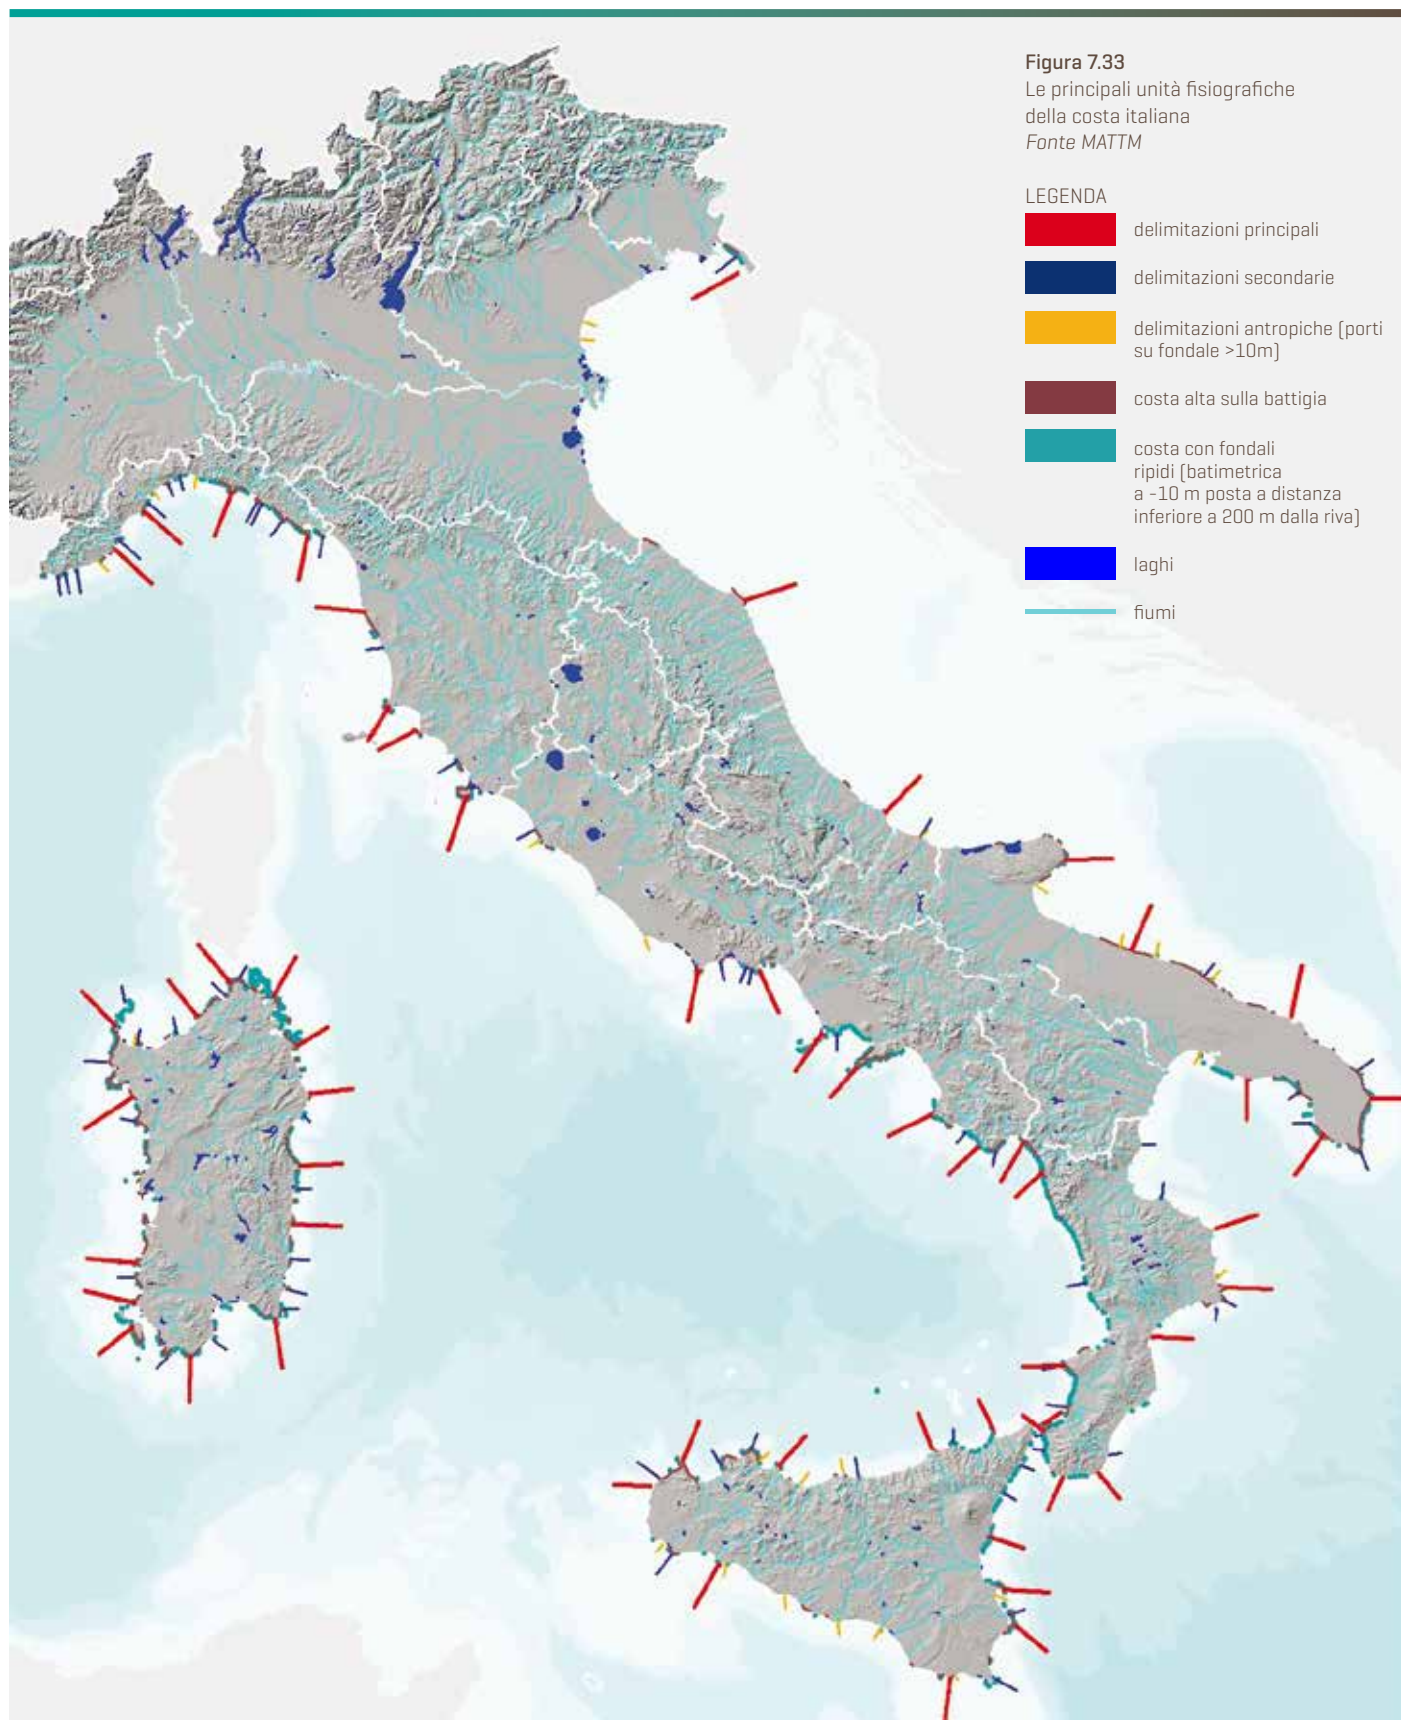 Figura 7.33
Le principali unità fisiografiche
della costa italiana
Fonte MATTM
LEGENDA
delimitazioni principali
delimitazioni secondarie
delimitazioni antropiche (porti
su fondale >10m)
costa alta sulla battigia
costa con fondali
ripidi (batimetrica
a -10 m posta a distanza
inferiore a 200 m dalla riva)
laghi
fiumi